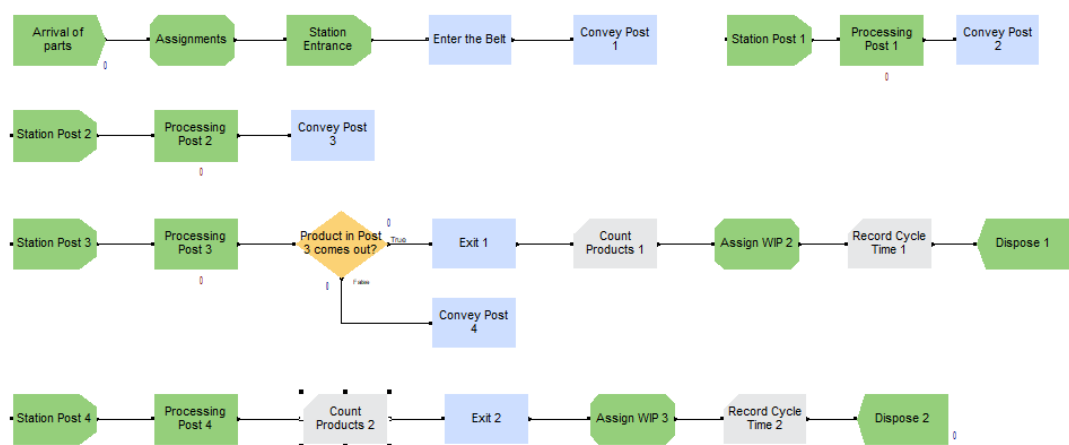 Arrival of
parts
0
Assignments
Station
Entrance
Enter the Belt
Convey Post
1
Station Post 1
Processing
Post 1
0
Convey Post
2
Station Post 2
Processing
Post 2
0
Convey Post
3
Station Post 3
Processing
Post 3
0
Product in Post
3 comes out?
0
True
0
False
Exit 1
Count
Products 1
Assign WIP 2
Record Cycle
Time 1
Dispose 1
Convey Post
4
Station Post 4
Processing
Post 4
Count
Products 2
Exit 2
Assign WIP 3
Record Cycle
Time 2
Dispose 2
0